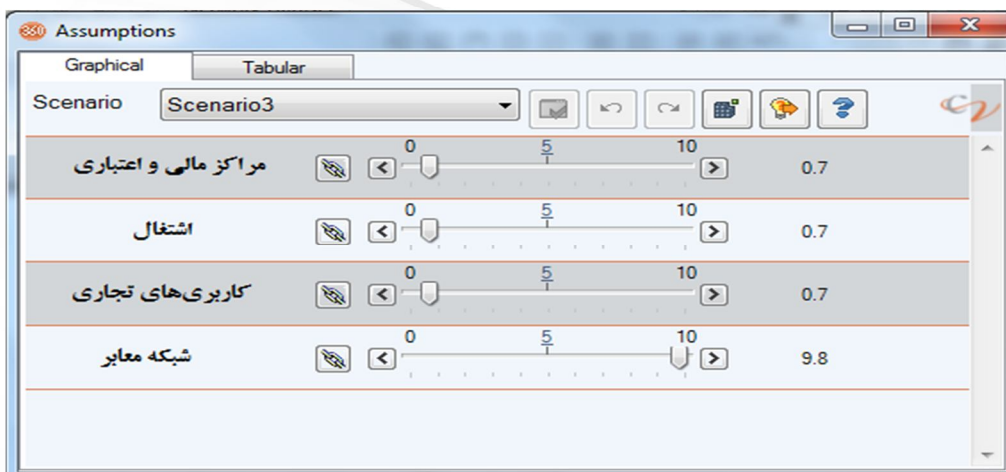 Assumptions
Graphical Tabular
Scenario Scenario3
مراکز مالی و اعتباری 0 5 10 0.7
اشتغال 0 5 10 0.7
کاربری‌های تجاری 0 5 10 0.7
شبکه معابر 0 5 10 9.8